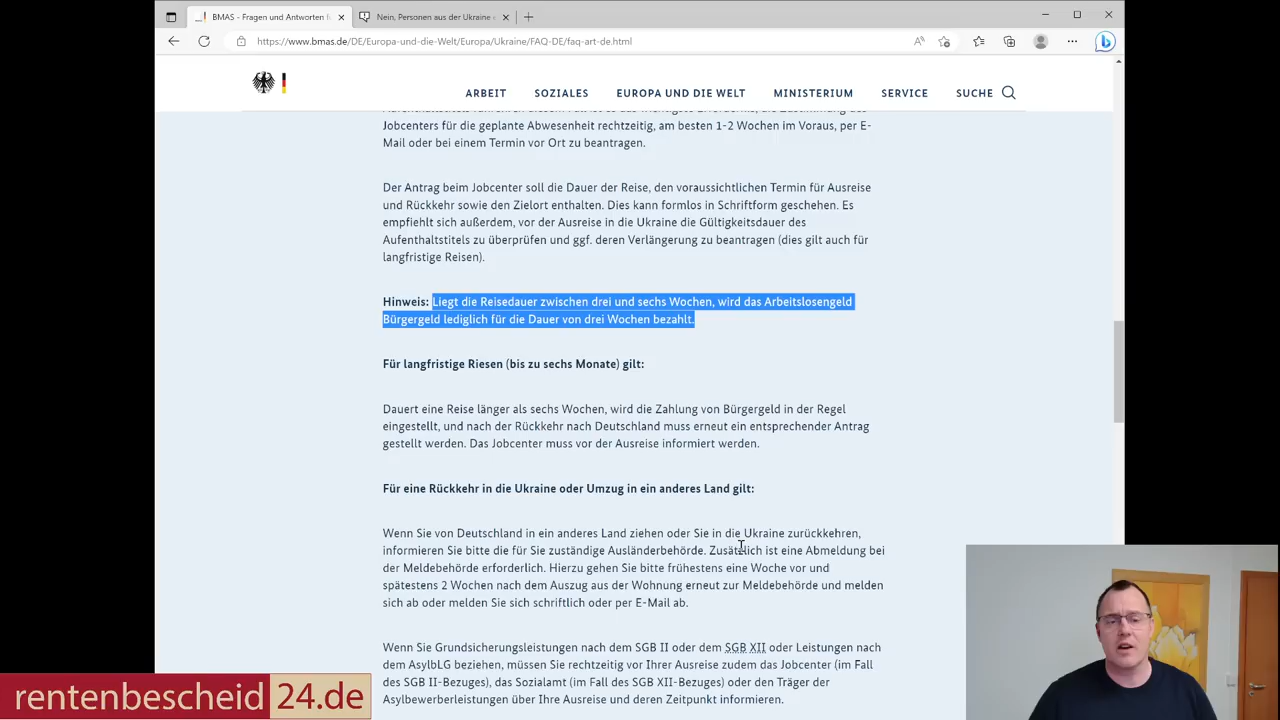 BMAS - Fragen und Antworten f
Nein, Personen aus der Ukraine
https://www.bmas.de/DE/Europa-und-die-Welt/Europa/Ukraine/FAQ-DE/faq-art-de.html
ARBEIT SOZIALES EUROPA UND DIE WELT MINISTERIUM SERVICE SUCHE
Jobcenters für die geplante Abwesenheit rechtzeitig, am besten 1-2 Wochen im Voraus, per E-
Mail oder bei einem Termin vor Ort zu beantragen.
Der Antrag beim Jobcenter soll die Dauer der Reise, den voraussichtlichen Termin für Ausreise
und Rückkehr sowie den Zielort enthalten. Dies kann formlos in Schriftform geschehen. Es
empfiehlt sich außerdem, vor der Ausreise in die Ukraine die Gültigkeitsdauer des
Aufenthaltstitels zu überprüfen und ggf. deren Verlängerung zu beantragen (dies gilt auch für
langfristige Reisen).
Hinweis: Liegt die Reisedauer zwischen drei und sechs Wochen, wird das Arbeitslosengeld
Bürgergeld lediglich für die Dauer von drei Wochen bezahlt.
Für langfristige Riesen (bis zu sechs Monate) gilt:
Dauert eine Reise länger als sechs Wochen, wird die Zahlung von Bürgergeld in der Regel
eingestellt, und nach der Rückkehr nach Deutschland muss erneut ein entsprechender Antrag
gestellt werden. Das Jobcenter muss vor der Ausreise informiert werden.
Für eine Rückkehr in die Ukraine oder Umzug in ein anderes Land gilt:
Wenn Sie von Deutschland in ein anderes Land ziehen oder Sie in die Ukraine zurückkehren,
informieren Sie bitte die für Sie zuständige Ausländerbehörde. Zusätzlich ist eine Abmeldung bei
der Meldebehörde erforderlich. Hierzu gehen Sie bitte frühestens eine Woche vor und
spätestens 2 Wochen nach dem Auszug aus der Wohnung erneut zur Meldebehörde und melden
sich ab oder melden Sie sich schriftlich oder per E-Mail ab.
Wenn Sie Grundsicherungsleistungen nach dem SGB II oder dem SGB XII oder Leistungen nach
dem AsylbLG beziehen, müssen Sie rechtzeitig vor Ihrer Ausreise zudem das Jobcenter (im Fall
des SGB II-Bezuges), das Sozialamt (im Fall des SGB XII-Bezuges) oder den Träger der
Asylbewerberleistungen über Ihre Ausreise und deren Zeitpunkt informieren.
rentenbescheid24.de